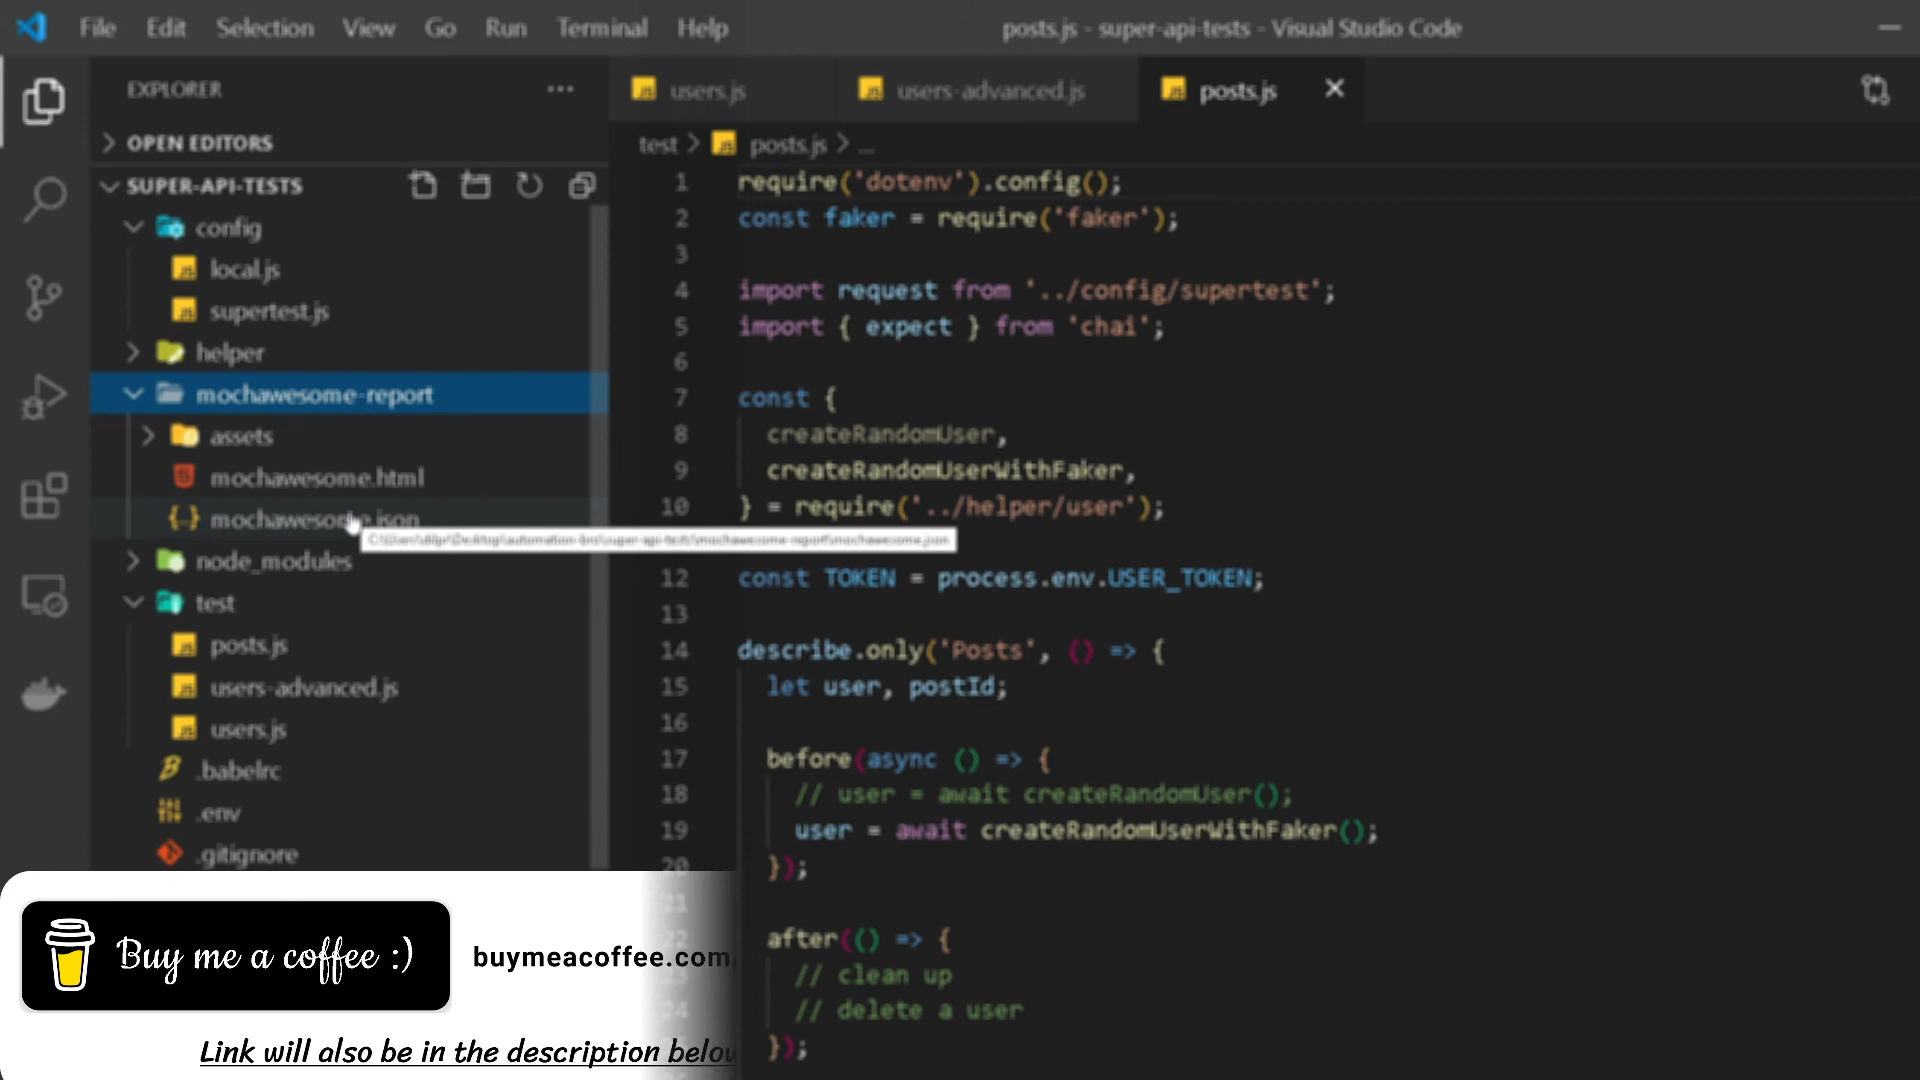 File Edit Selection View Go Run Terminal Help
posts.js - super-api-tests - Visual Studio Code
EXPLORER
OPEN EDITORS
SUPER-API-TESTS
config
local.js
supertest.js
helper
mochawesome-report
assets
mochawesome.html
mochawesome.json
node_modules
test
posts.js
users-advanced.js
users.js
.babelrc
.env
.gitignore
users.js
users-advanced.js
posts.js
test > posts.js > ...
1 require('dotenv').config();
2 const faker = require('faker');
3
4 import request from '../config/supertest';
5 import { expect } from 'chai';
6
7 const {
8 createRandomUser,
9 createRandomUserWithFaker,
10 } = require('../helper/user');
12 const TOKEN = process.env.USER_TOKEN;
13
14 describe.only('Posts', () => {
15 let user, postId;
16
17 before(async () => {
18 // user = await createRandomUser();
19 user = await createRandomUserWithFaker();
20 });
21
22 after(() => {
// clean up
24 // delete a user
});
Buy me a coffee :)
buymeacoffee.com
Link will also be in the description below